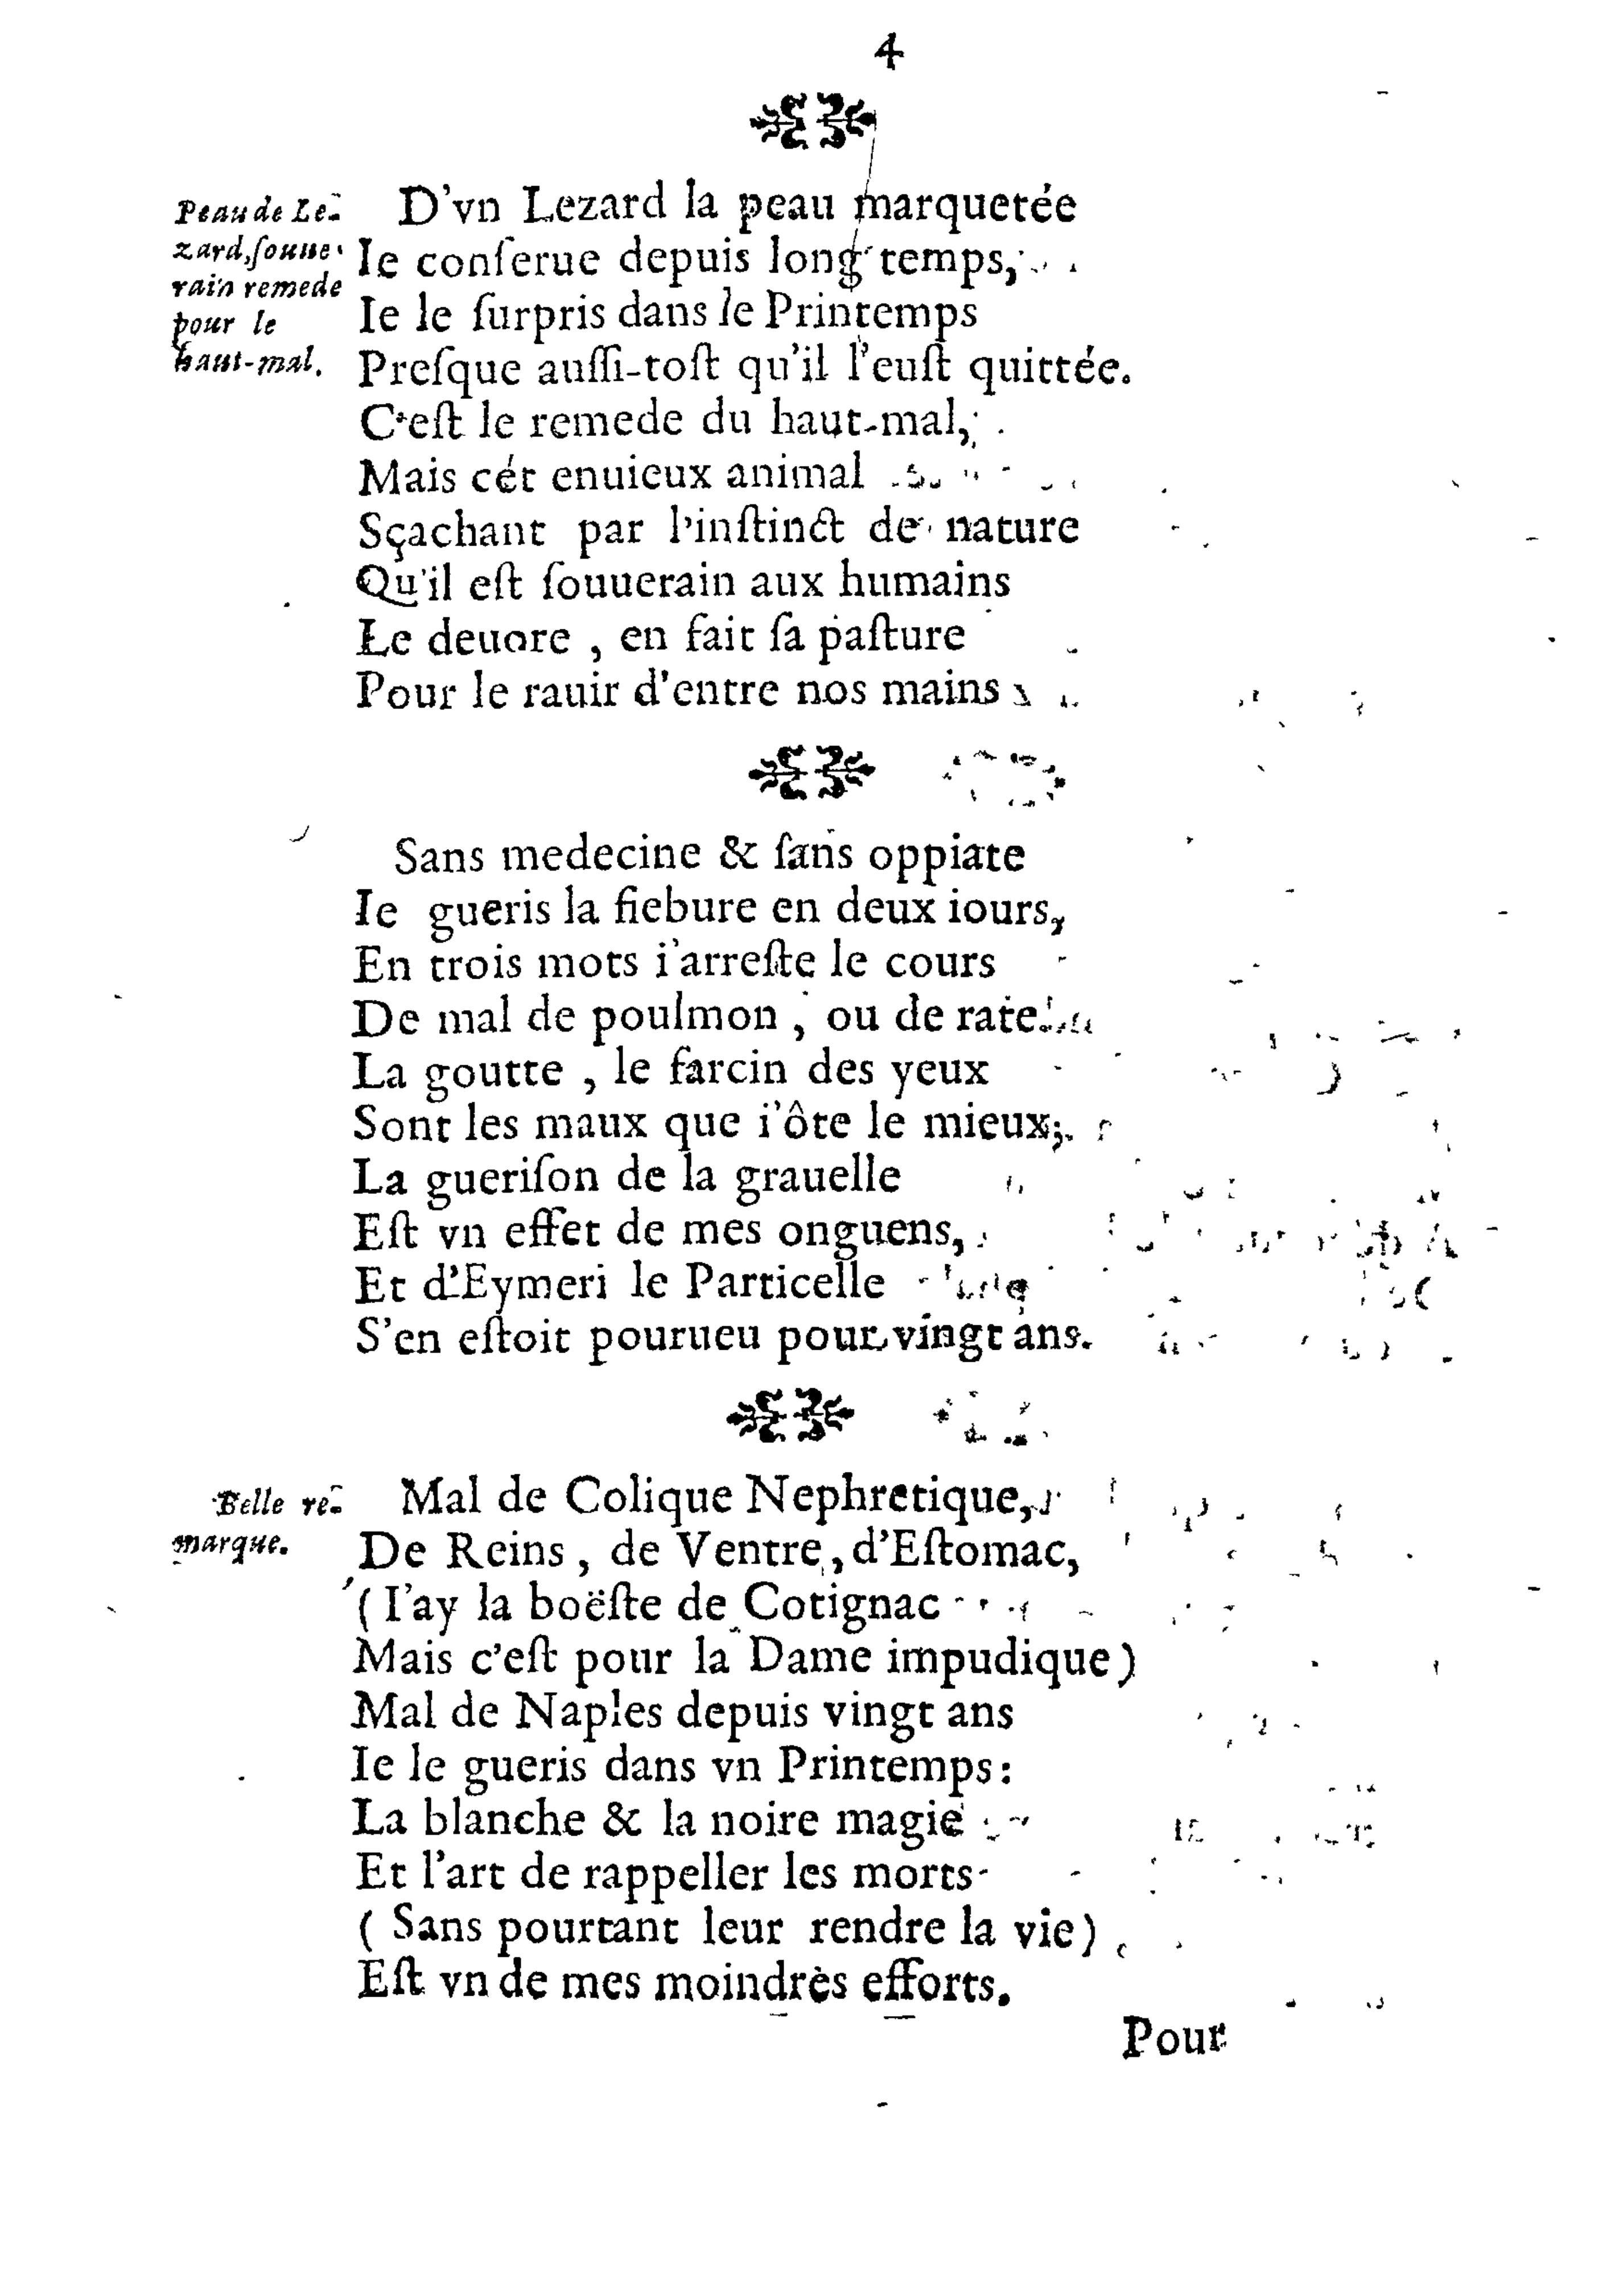 4
Peau de Le-
zard, ſouue-
rain remede
pour le
haut-mal.
D'vn Lezard la peau marquetée
Ie conſerue depuis long temps,
Ie le ſurpris dans le Printemps
Preſque auſſi-toſt qu'il l'euſt quittée.
C'eſt le remede du haut-mal,
Mais cét enuieux animal
Sçachant par l'inſtinct de nature
Qu'il eſt ſouuerain aux humains
Le deuore, en fait ſa paſture
Pour le rauir d'entre nos mains
Sans medecine & ſans oppiate
Ie gueris la fiebure en deux iours,
En trois mots i'arreſte le cours
De mal de poulmon, ou de rate.
La goutte, le farcin des yeux
Sont les maux que i'ôte le mieux;
La gueriſon de la grauelle
Eſt vn effet de mes onguens,
Et d'Eymeri le Particelle
S'en eſtoit pourueu pour vingt ans.
Belle re-
marque.
Mal de Colique Nephretique,
De Reins, de Ventre, d'Eſtomac,
(I'ay la boëſte de Cotignac
Mais c'eſt pour la Dame impudique)
Mal de Naples depuis vingt ans
Ie le gueris dans vn Printemps:
La blanche & la noire magie
Et l'art de rappeller les morts
(Sans pourtant leur rendre la vie)
Eſt vn de mes moindres efforts.
Pour